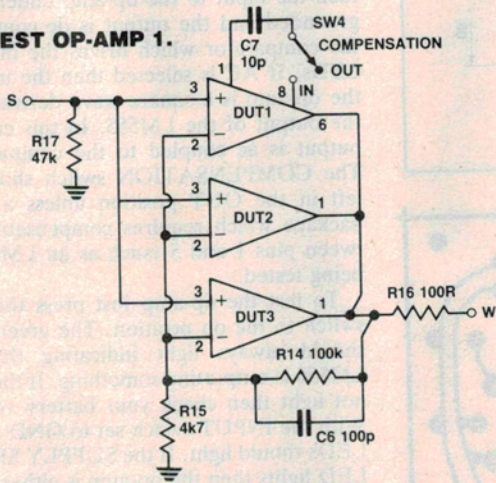 EST OP-AMP 1.
C7
10p
SW4
COMPENSATION
OUT
IN
8
1
S
3
+
DUT1
6
−
2
R17
47k
3
+
DUT2
1
−
2
3
+
DUT3
1
−
2
R16 100R
W
R14 100k
C6 100p
R15
4k7